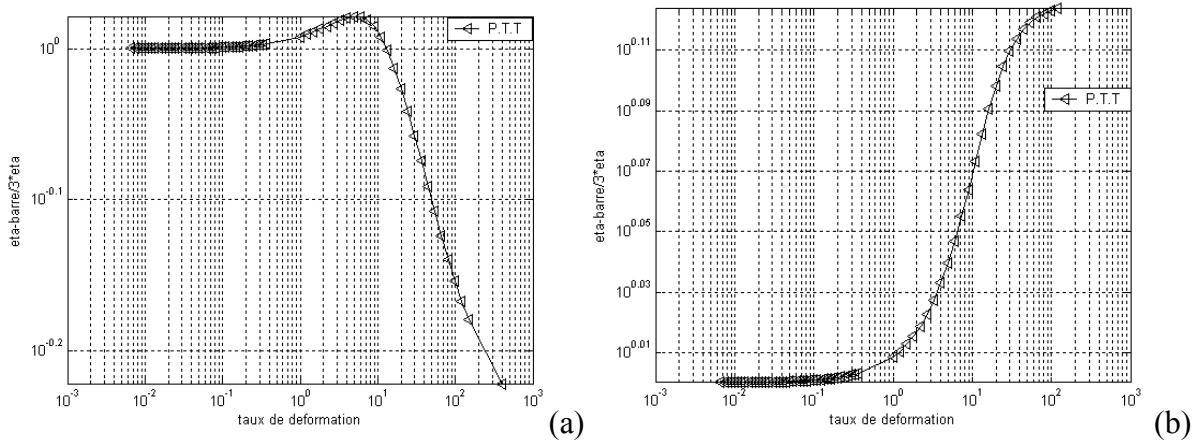 eta-barre/3*eta
10^0
10^-0.1
10^-0.2
P.T.T
10^-3 10^-2 10^-1 10^0 10^1 10^2 10^3
taux de deformation
(a)
eta-barre/3*eta
10^0.11
10^0.09
10^0.07
10^0.05
10^0.03
10^0.01
P.T.T
10^-3 10^-2 10^-1 10^0 10^1 10^2 10^3
taux de deformation
(b)